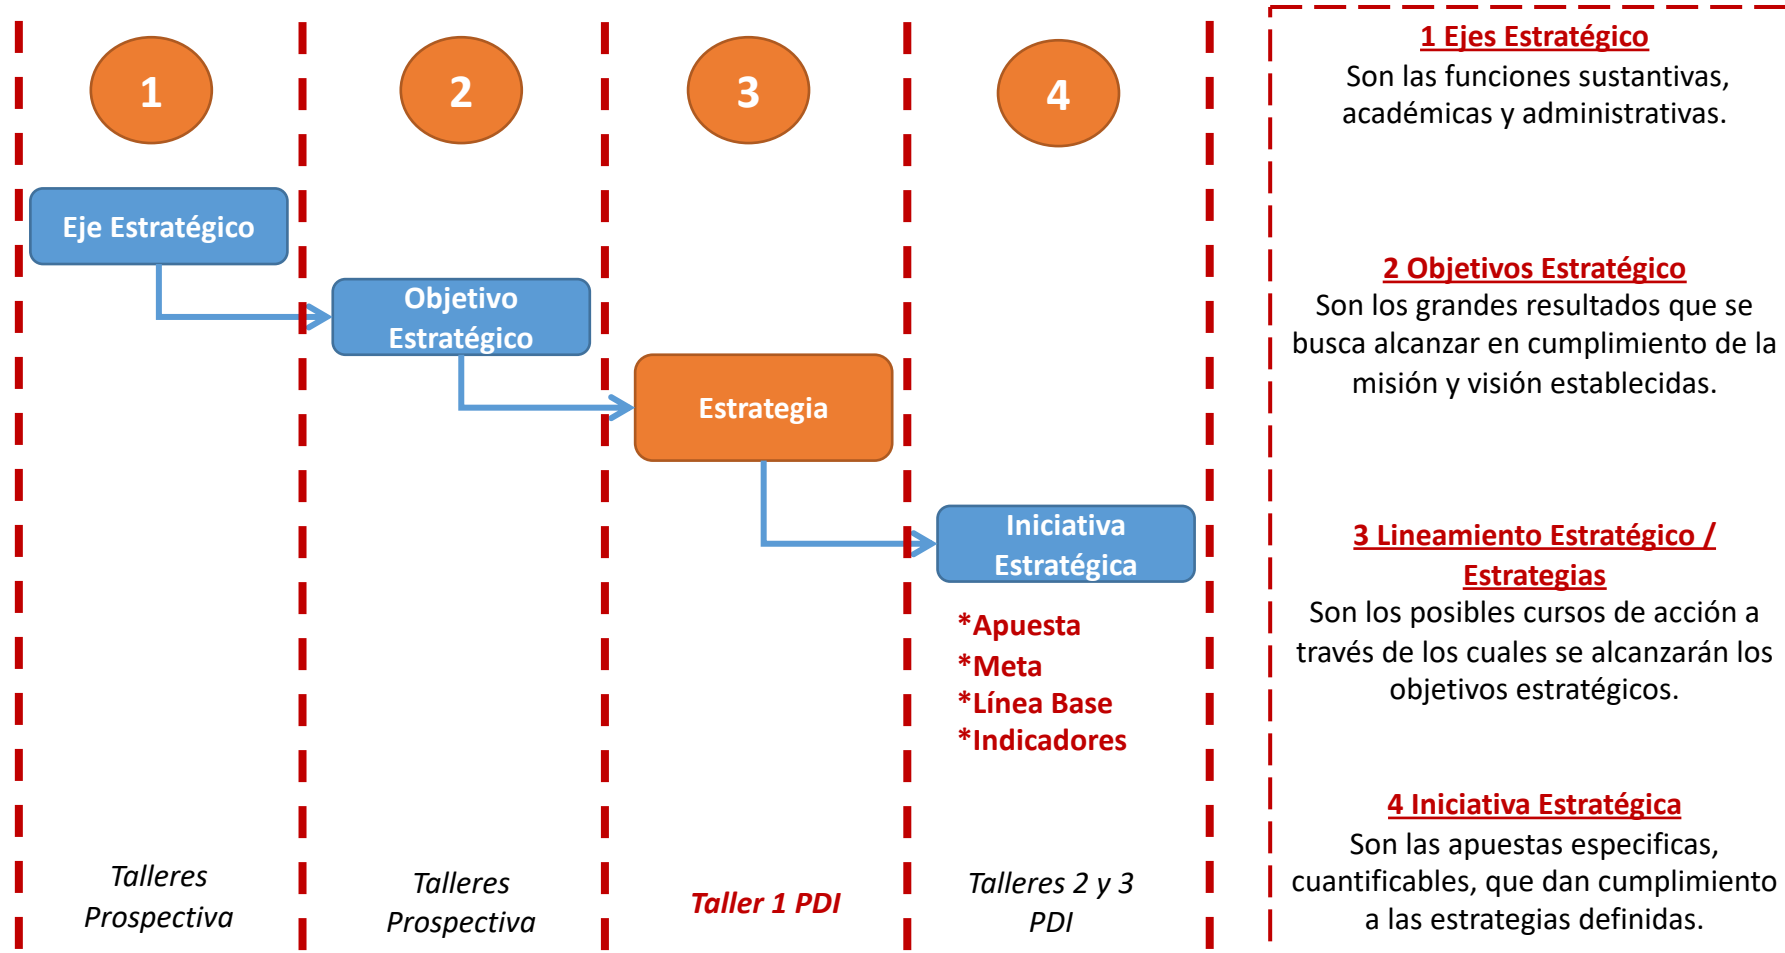 1
2
3
4
Eje Estratégico
Objetivo
Estratégico
Estrategia
Iniciativa
Estratégica
*Apuesta
*Meta
*Línea Base
*Indicadores
Talleres
Prospectiva
Talleres
Prospectiva
Taller 1 PDI
Talleres 2 y 3
PDI
1 Ejes Estratégico
Son las funciones sustantivas,
académicas y administrativas.
2 Objetivos Estratégico
Son los grandes resultados que se
busca alcanzar en cumplimiento de la
misión y visión establecidas.
3 Lineamiento Estratégico /
Estrategias
Son los posibles cursos de acción a
través de los cuales se alcanzarán los
objetivos estratégicos.
4 Iniciativa Estratégica
Son las apuestas especificas,
cuantificables, que dan cumplimiento
a las estrategias definidas.